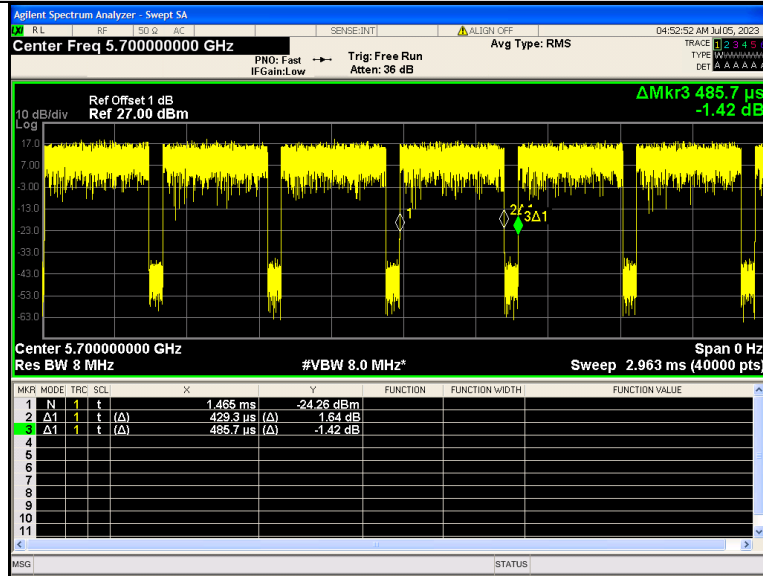 Agilent Spectrum Analyzer - Swept SA
LXI RL RF 50 Ω AC SENSE:INT ALIGN OFF 04:52:52 AM Jul 05, 2023
Center Freq 5.700000000 GHz Avg Type: RMS TRACE 1 2 3 4 5
PNO: Fast Trig: Free Run TYPE W
IFGain:Low Atten: 36 dB DET A A A A A
ΔMkr3 485.7 µs
Ref Offset 1 dB -1.42 dB
10 dB/div Ref 27.00 dBm
Log
17.0
7.00
-3.00
-13.0
1 2Δ1 3Δ1
-23.0
-33.0
-43.0
-53.0
-63.0
Center 5.700000000 GHz Span 0 Hz
Res BW 8 MHz #VBW 8.0 MHz* Sweep 2.963 ms (40000 pts)
MKR MODE TRC SCL X Y FUNCTION FUNCTION WIDTH FUNCTION VALUE
1 N 1 t 1.465 ms -24.26 dBm
2 Δ1 1 t (Δ) 429.3 µs (Δ) 1.64 dB
3 Δ1 1 t (Δ) 485.7 µs (Δ) -1.42 dB
4
5
6
7
8
9
10
11
MSG STATUS